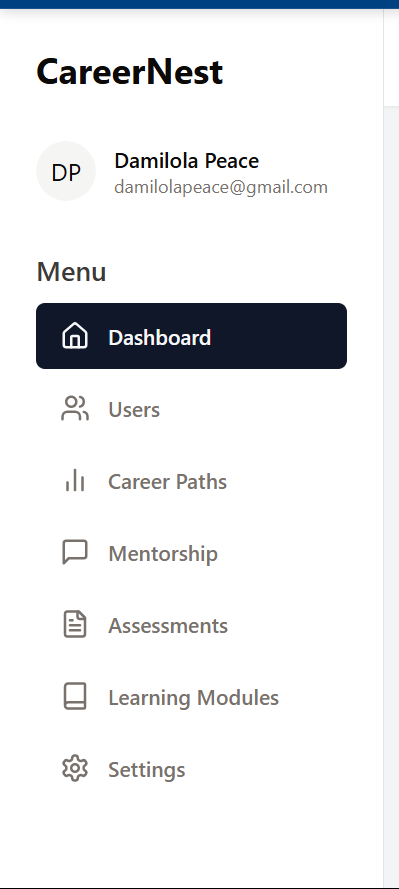 CareerNest
DP
Damilola Peace
damilolapeace@gmail.com
Menu
Dashboard
Users
Career Paths
Mentorship
Assessments
Learning Modules
Settings